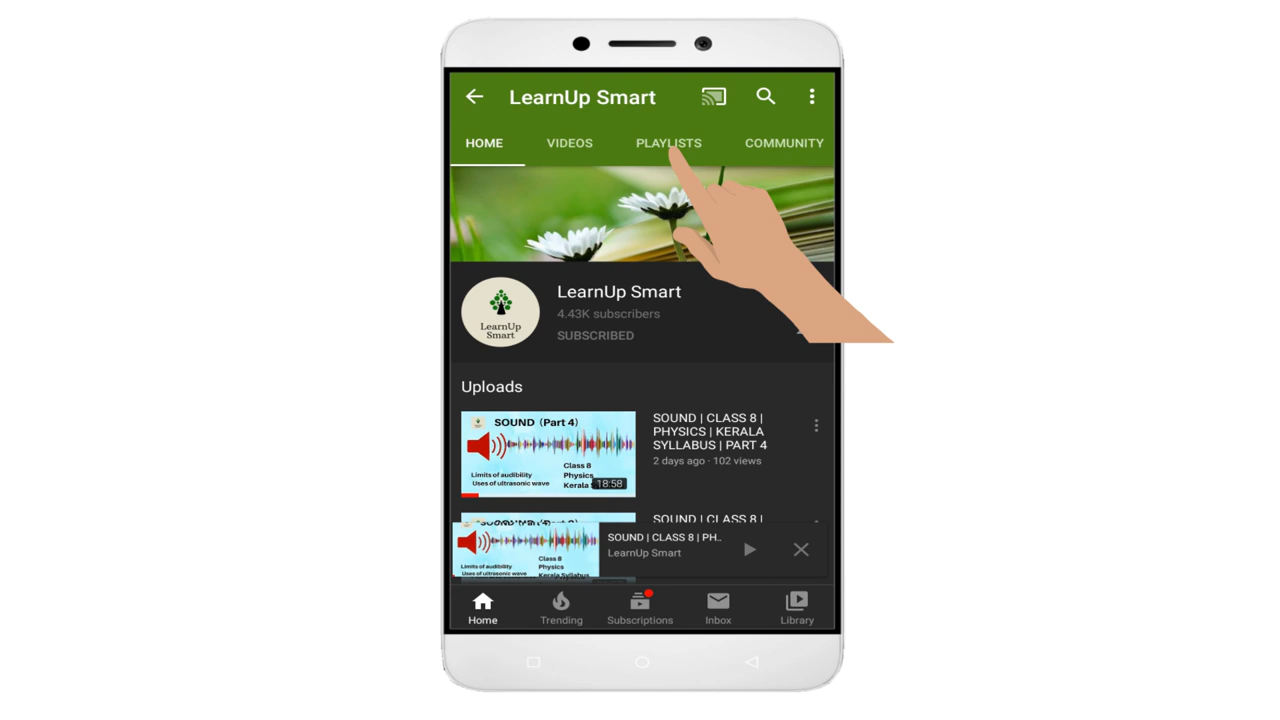 LearnUp Smart
HOME VIDEOS PLAYLISTS COMMUNITY
LearnUp
Smart
LearnUp Smart
4.43K subscribers
SUBSCRIBED
Uploads
SOUND (Part 4)
Limits of audibility
Uses of ultrasonic wave
Class 8
Physics
Kerala
18:58
SOUND | CLASS 8 |
PHYSICS | KERALA
SYLLABUS | PART 4
2 days ago · 102 views
SOUND | CLASS 8 |
Limits of audibility
Uses of ultrasonic wave
Class 8
Physics
Kerala Syllabus
SOUND | CLASS 8 | PH..
LearnUp Smart
Home Trending Subscriptions Inbox Library